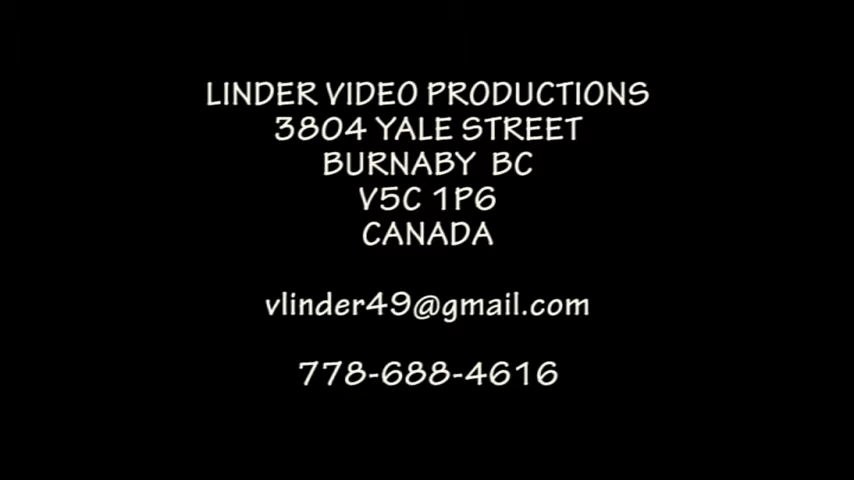 LINDER VIDEO PRODUCTIONS
3804 YALE STREET
BURNABY BC
V5C 1P6
CANADA
vlinder49@gmail.com
778-688-4616